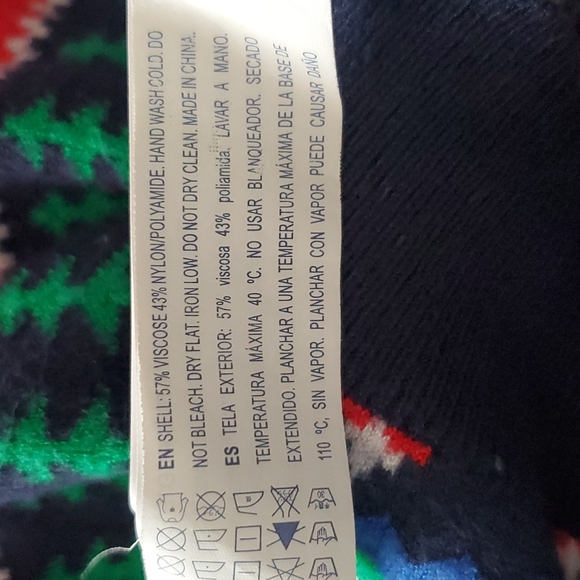 EN SHELL: 57% VISCOSE 43% NYLON/POLYAMIDE. HAND WASH COLD. DO
NOT BLEACH. DRY FLAT. IRON LOW. DO NOT DRY CLEAN. MADE IN CHINA.
ES TELA EXTERIOR: 57% viscosa 43% poliamida. LAVAR A MANO.
TEMPERATURA MÁXIMA 40 ºC. NO USAR BLANQUEADOR. SECADO
EXTENDIDO. PLANCHAR A UNA TEMPERATURA MÁXIMA DE LA BASE DE
110 ºC, SIN VAPOR. PLANCHAR CON VAPOR PUEDE CAUSAR DAÑO